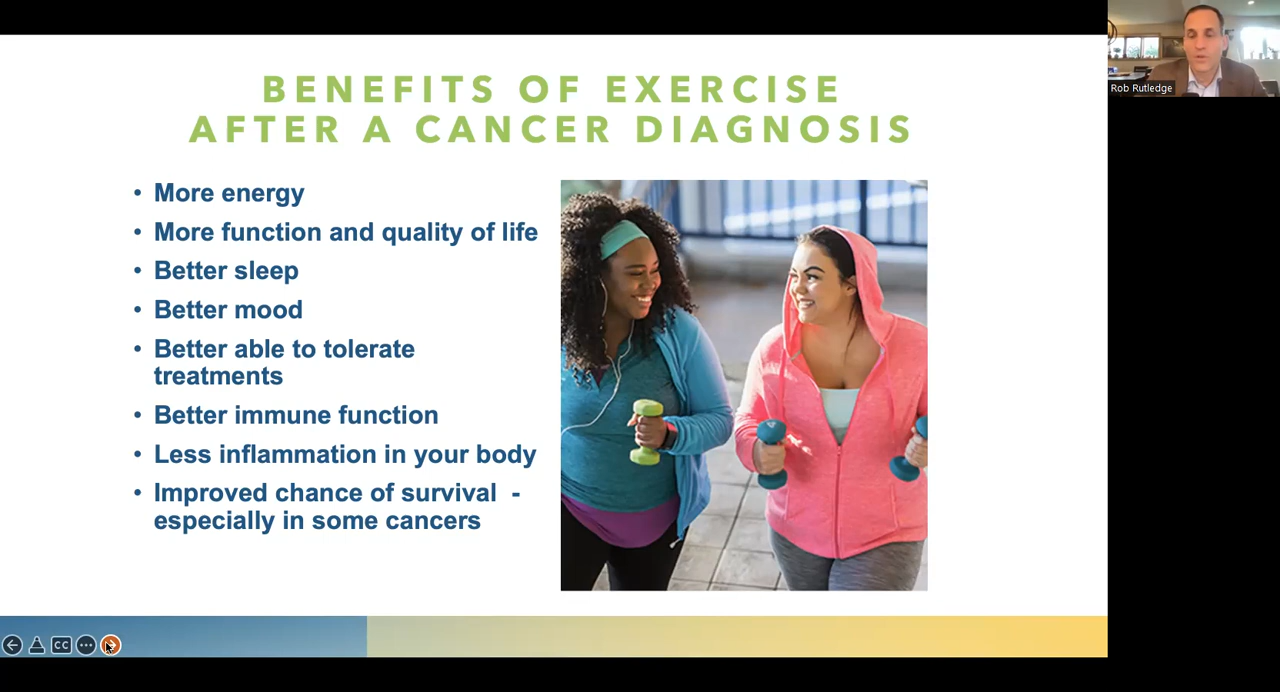 BENEFITS OF EXERCISE
AFTER A CANCER DIAGNOSIS
• More energy
• More function and quality of life
• Better sleep
• Better mood
• Better able to tolerate
treatments
• Better immune function
• Less inflammation in your body
• Improved chance of survival -
especially in some cancers
Rob Rutledge
CC